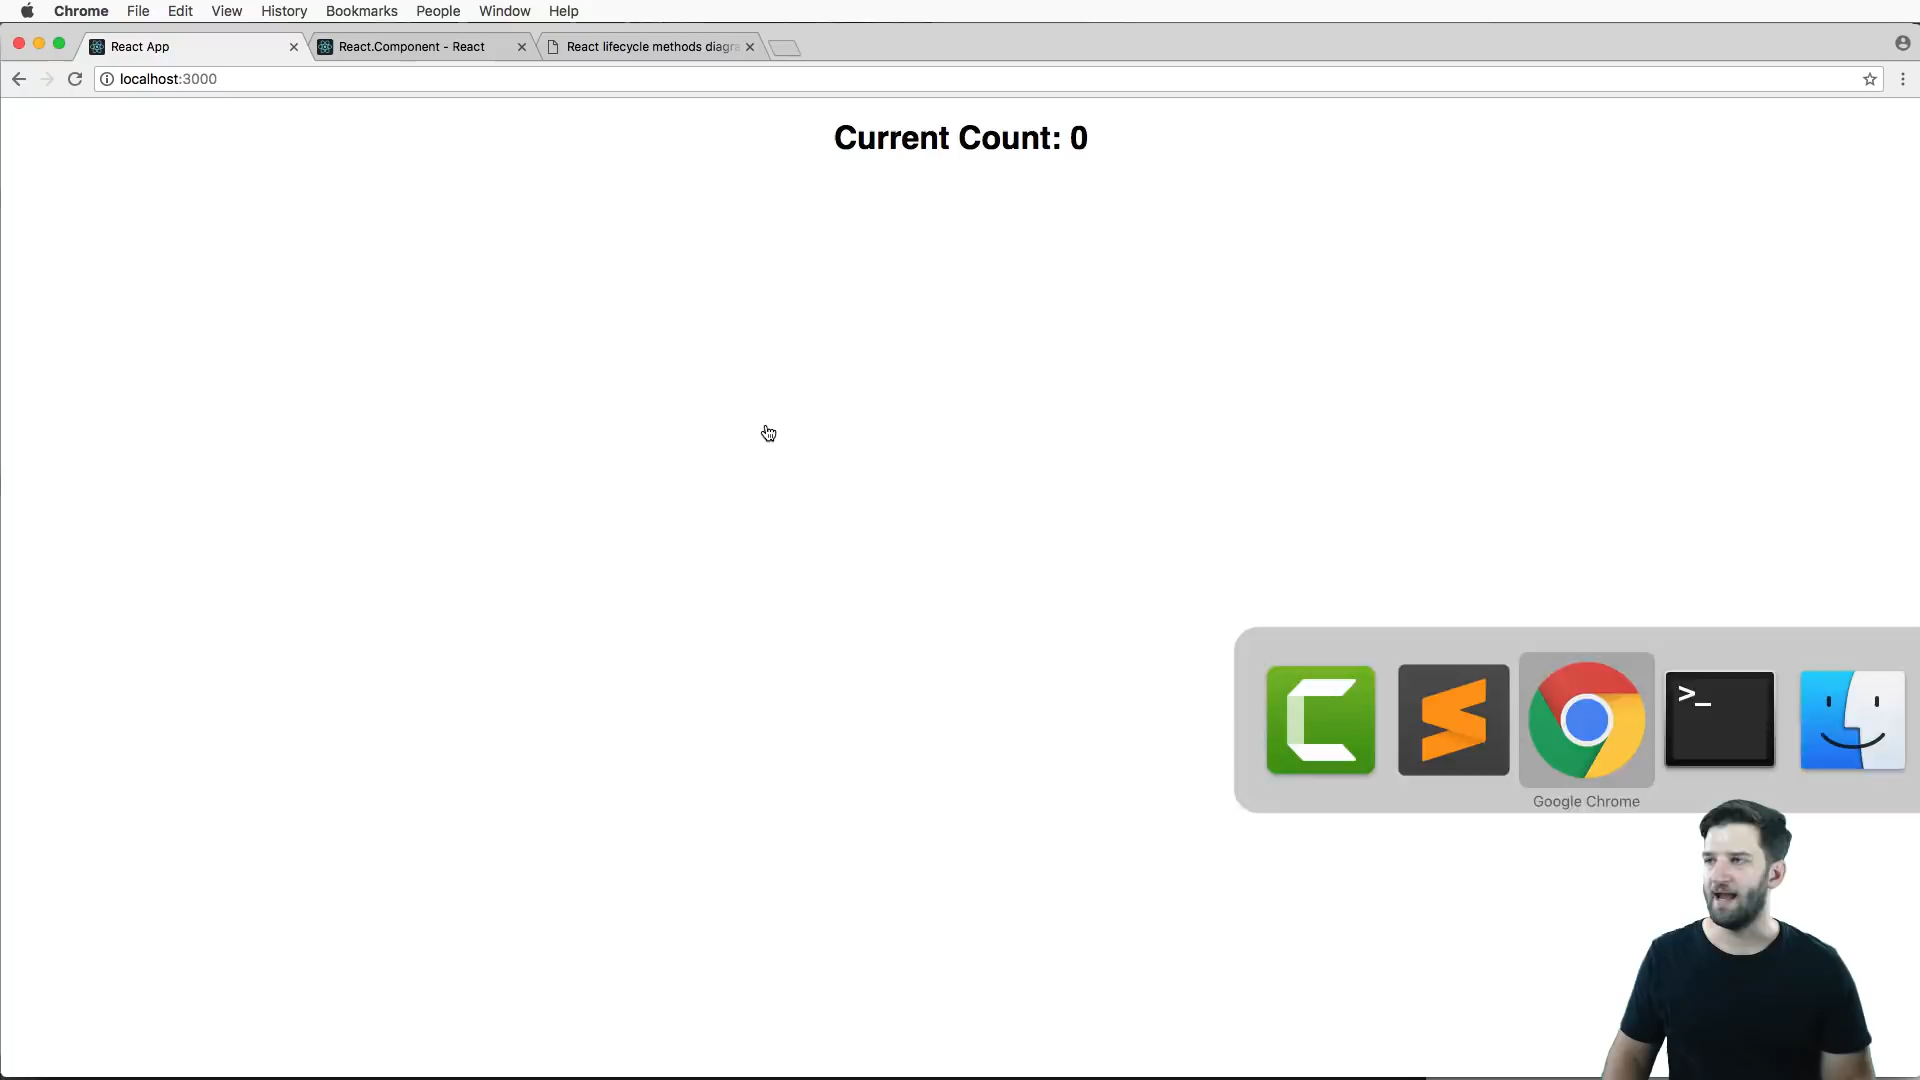 Chrome File Edit View History Bookmarks People Window Help
React App React.Component - React React lifecycle methods diagra
localhost:3000
Current Count: 0
>_
Google Chrome